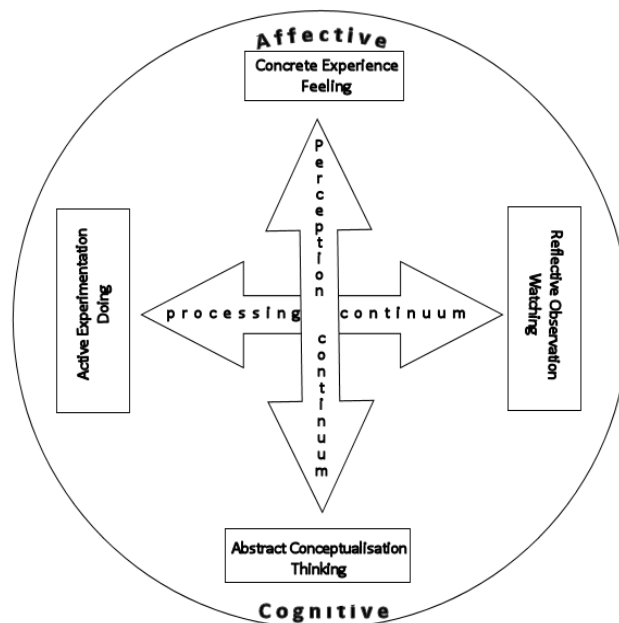 Affective
Concrete Experience
Feeling
Perception continuum
Active Experimentation
Doing
processing continuum
Reflective Observation
Watching
Abstract Conceptualisation
Thinking
Cognitive